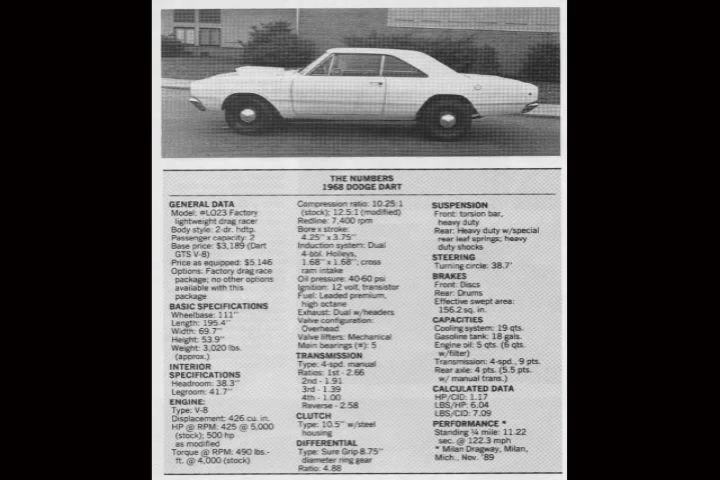 THE NUMBERS
1968 DODGE DART
GENERAL DATA
Model: #LO23 Factory
lightweight drag racer
Body style: 2-dr. hdtp.
Passenger capacity: 2
Base price: $3,189 (Dart
GTS V-8)
Price as equipped: $5,146
Options: Factory drag race
package; no other options
available with this
package
BASIC SPECIFICATIONS
Wheelbase: 111"
Length: 195.4"
Width: 69.7"
Height: 53.9"
Weight: 3,020 lbs.
(approx.)
INTERIOR
SPECIFICATIONS
Headroom: 38.3"
Legroom: 41.7"
ENGINE:
Type: V-8
Displacement: 426 cu. in.
HP @ RPM: 425 @ 5,000
(stock); 500 hp
as modified
Torque @ RPM: 490 lbs.-
ft. @ 4,000 (stock)
Compression ratio: 10.25:1
(stock); 12.5:1 (modified)
Redline: 7,400 rpm
Bore x stroke:
4.25" x 3.75"
Induction system: Dual
4-bbl. Holleys,
1.68" x 1.68"; cross
ram intake
Oil pressure: 40-60 psi
Ignition: 12 volt, transistor
Fuel: Leaded premium,
high octane
Exhaust: Dual w/headers
Valve configuration:
Overhead
Valve lifters: Mechanical
Main bearings (#): 5
TRANSMISSION
Type: 4-spd. manual
Ratios: 1st - 2.66
2nd - 1.91
3rd - 1.39
4th - 1.00
Reverse - 2.58
CLUTCH
Type: 10.5" w/steel
housing
DIFFERENTIAL
Type: Sure Grip 8.75"
diameter ring gear
Ratio: 4.88
SUSPENSION
Front: torsion bar,
heavy duty
Rear: Heavy duty w/special
rear leaf springs; heavy
duty shocks
STEERING
Turning circle: 38.7'
BRAKES
Front: Discs
Rear: Drums
Effective swept area:
156.2 sq. in.
CAPACITIES
Cooling system: 19 qts.
Gasoline tank: 18 gals.
Engine oil: 5 qts. (6 qts.
w/filter)
Transmission: 4-spd., 9 pts.
Rear axle: 4 pts. (5.5 pts.
w/ manual trans.)
CALCULATED DATA
HP/CID: 1.17
LBS/HP: 6.04
LBS/CID: 7.09
PERFORMANCE *
Standing ¼ mile: 11.22
sec. @ 122.3 mph
* Milan Dragway, Milan,
Mich., Nov. '89